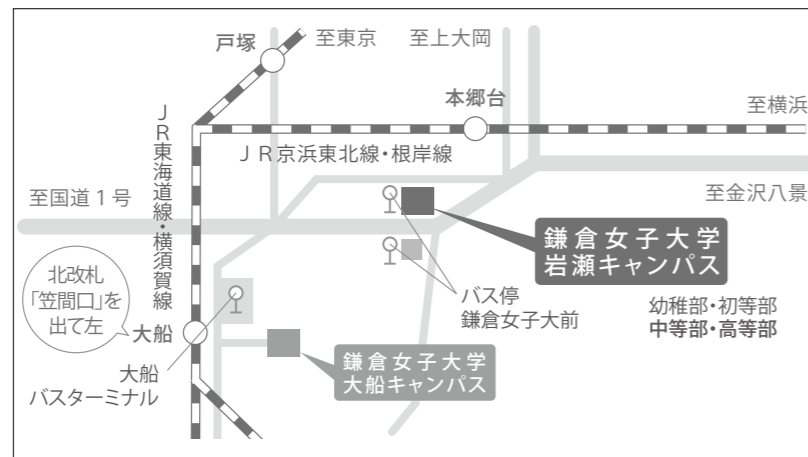 戸塚
至東京
至上大岡
本郷台
至横浜
JR東海道線・横須賀線
JR京浜東北線・根岸線
至国道1号
至金沢八景
鎌倉女子大学
岩瀬キャンパス
北改札
「笠間口」を
出て左
バス停
鎌倉女子大前
幼稚部・初等部
中等部・高等部
大船
大船
バスターミナル
鎌倉女子大学
大船キャンパス